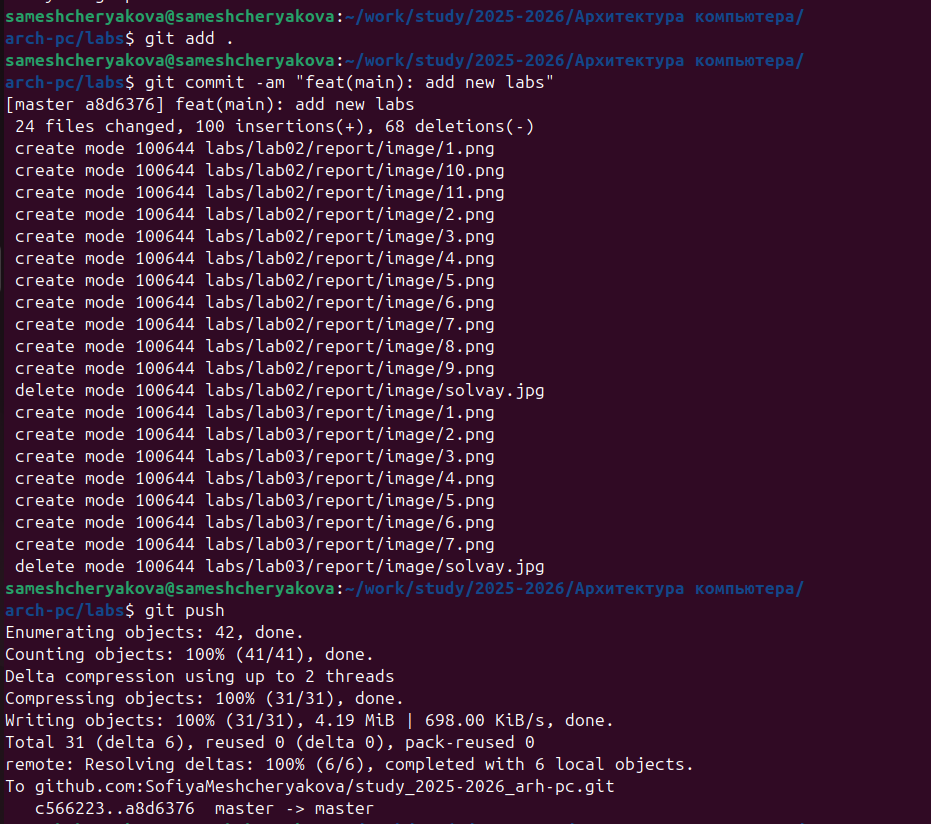 sameshcheryakova@sameshcheryakova:~/work/study/2025-2026/Архитектура компьютера/
arch-pc/labs$ git add .
sameshcheryakova@sameshcheryakova:~/work/study/2025-2026/Архитектура компьютера/
arch-pc/labs$ git commit -am "feat(main): add new labs"
[master a8d6376] feat(main): add new labs
 24 files changed, 100 insertions(+), 68 deletions(-)
 create mode 100644 labs/lab02/report/image/1.png
 create mode 100644 labs/lab02/report/image/10.png
 create mode 100644 labs/lab02/report/image/11.png
 create mode 100644 labs/lab02/report/image/2.png
 create mode 100644 labs/lab02/report/image/3.png
 create mode 100644 labs/lab02/report/image/4.png
 create mode 100644 labs/lab02/report/image/5.png
 create mode 100644 labs/lab02/report/image/6.png
 create mode 100644 labs/lab02/report/image/7.png
 create mode 100644 labs/lab02/report/image/8.png
 create mode 100644 labs/lab02/report/image/9.png
 delete mode 100644 labs/lab02/report/image/solvay.jpg
 create mode 100644 labs/lab03/report/image/1.png
 create mode 100644 labs/lab03/report/image/2.png
 create mode 100644 labs/lab03/report/image/3.png
 create mode 100644 labs/lab03/report/image/4.png
 create mode 100644 labs/lab03/report/image/5.png
 create mode 100644 labs/lab03/report/image/6.png
 create mode 100644 labs/lab03/report/image/7.png
 delete mode 100644 labs/lab03/report/image/solvay.jpg
sameshcheryakova@sameshcheryakova:~/work/study/2025-2026/Архитектура компьютера/
arch-pc/labs$ git push
Enumerating objects: 42, done.
Counting objects: 100% (41/41), done.
Delta compression using up to 2 threads
Compressing objects: 100% (31/31), done.
Writing objects: 100% (31/31), 4.19 MiB | 698.00 KiB/s, done.
Total 31 (delta 6), reused 0 (delta 0), pack-reused 0
remote: Resolving deltas: 100% (6/6), completed with 6 local objects.
To github.com:SofiyaMeshcheryakova/study_2025-2026_arh-pc.git
   c566223..a8d6376  master -> master